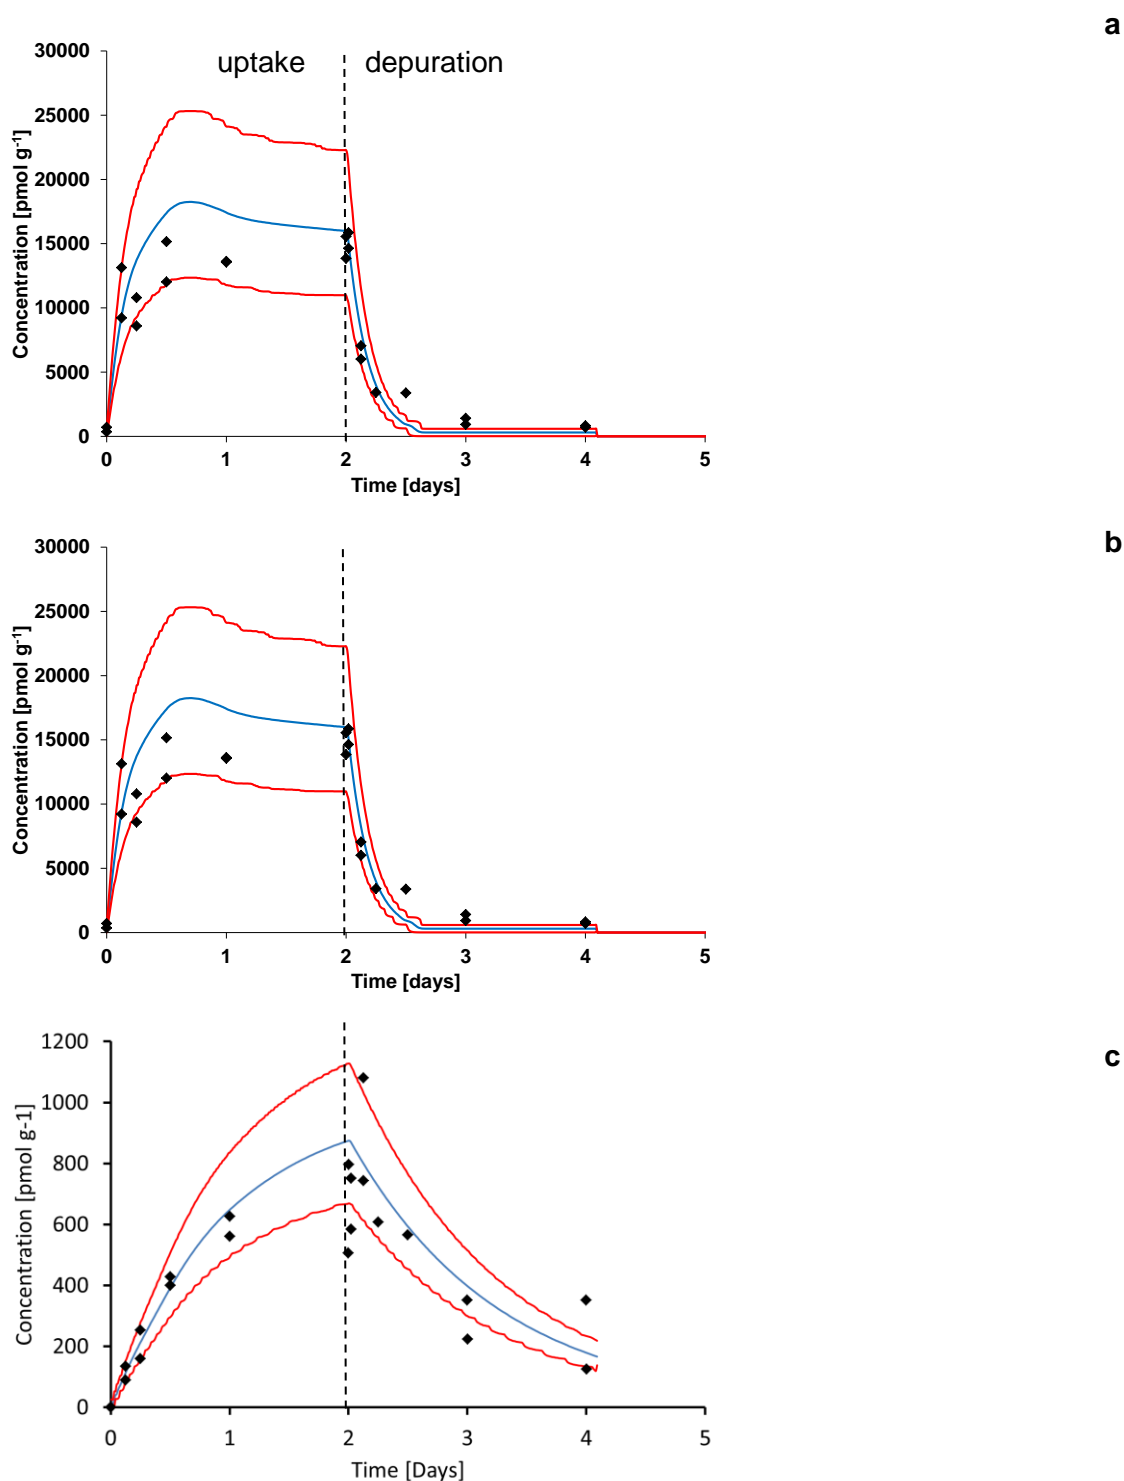 a
uptake depuration
30000
25000
20000
15000
10000
5000
0
Concentration [pmol g-1]
0 1 2 3 4 5
Time [days]
b
30000
25000
20000
15000
10000
5000
0
Concentration [pmol g-1]
0 1 2 3 4 5
Time [days]
c
1200
1000
800
600
400
200
0
Concentration [pmol g-1]
0 1 2 3 4 5
Time [Days]